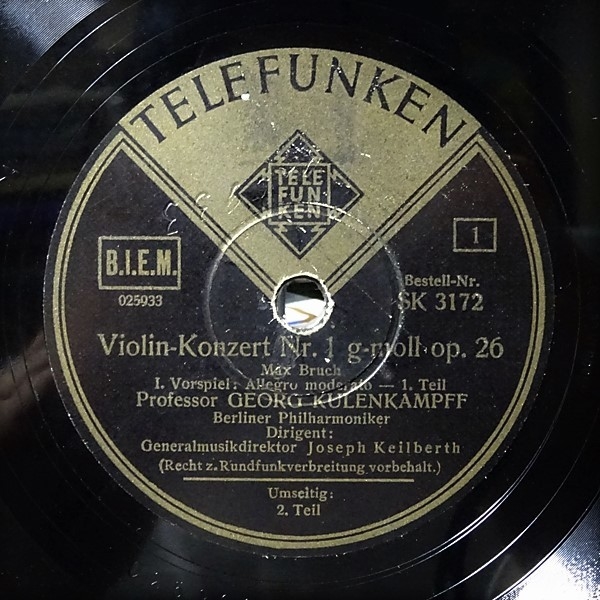 TELEFUNKEN
TELE
FUN
KEN
1
B.I.E.M.
025933
Bestell-Nr.
SK 3172
Violin-Konzert Nr. 1 g-moll·op. 26
Max Bruch
I. Vorspiel: Allegro moderato — 1. Teil
Professor GEORG KULENKAMPFF
Berliner Philharmoniker
Dirigent:
Generalmusikdirektor Joseph Keilberth
(Recht z. Rundfunkverbreitung vorbehalt.)
Umseitig:
2. Teil